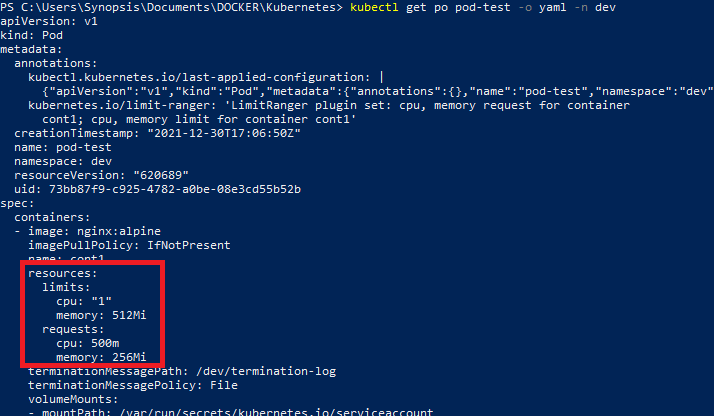 PS C:\Users\Synopsis\Documents\DOCKER\Kubernetes> kubectl get po pod-test -o yaml -n dev
apiVersion: v1
kind: Pod
metadata:
  annotations:
    kubectl.kubernetes.io/last-applied-configuration: |
      {"apiVersion":"v1","kind":"Pod","metadata":{"annotations":{},"name":"pod-test","namespace":"dev"
    kubernetes.io/limit-ranger: 'LimitRanger plugin set: cpu, memory request for container
      cont1; cpu, memory limit for container cont1'
  creationTimestamp: "2021-12-30T17:06:50Z"
  name: pod-test
  namespace: dev
  resourceVersion: "620689"
  uid: 73bb87f9-c925-4782-a0be-08e3cd55b52b
spec:
  containers:
  - image: nginx:alpine
    imagePullPolicy: IfNotPresent
    name: cont1
    resources:
      limits:
        cpu: "1"
        memory: 512Mi
      requests:
        cpu: 500m
        memory: 256Mi
    terminationMessagePath: /dev/termination-log
    terminationMessagePolicy: File
    volumeMounts:
    - mountPath: /var/run/secrets/kubernetes.io/serviceaccount